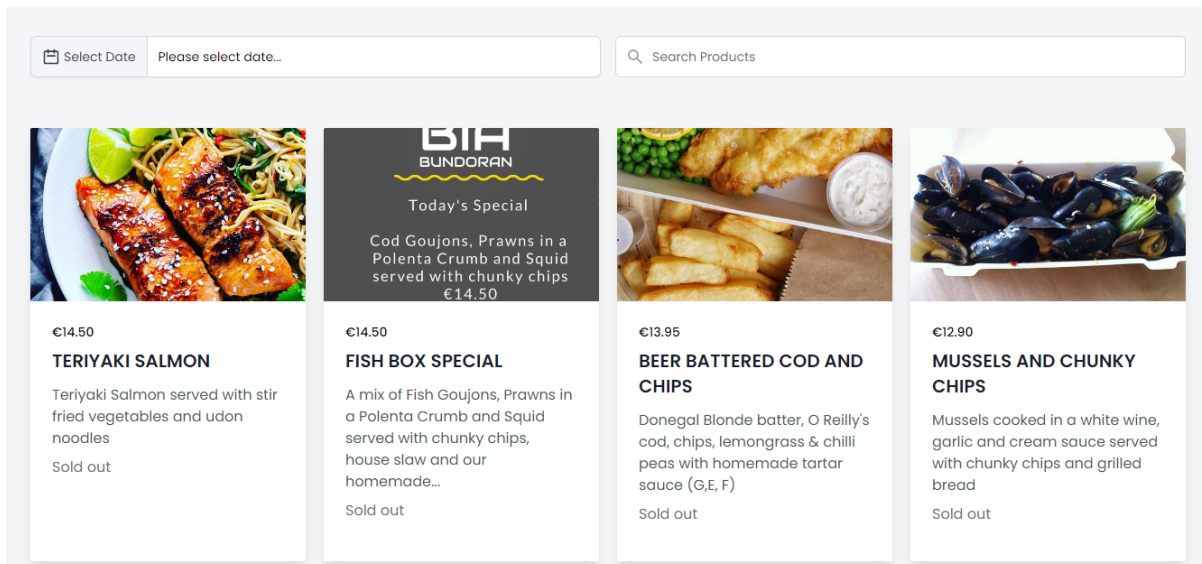 Select Date
Please select date...
Search Products
BUNDORAN
Today's Special
Cod Goujons, Prawns in a
Polenta Crumb and Squid
served with chunky chips
€14.50
€14.50
TERIYAKI SALMON
Teriyaki Salmon served with stir
fried vegetables and udon
noodles
Sold out
€14.50
FISH BOX SPECIAL
A mix of Fish Goujons, Prawns in
a Polenta Crumb and Squid
served with chunky chips,
house slaw and our
homemade...
Sold out
€13.95
BEER BATTERED COD AND
CHIPS
Donegal Blonde batter, O Reilly's
cod, chips, lemongrass & chilli
peas with homemade tartar
sauce (G,E, F)
Sold out
€12.90
MUSSELS AND CHUNKY
CHIPS
Mussels cooked in a white wine,
garlic and cream sauce served
with chunky chips and grilled
bread
Sold out